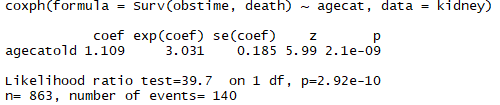 coxph(formula = Surv(obstime, death) ~ agecat, data = kidney)
coef exp(coef) se(coef) z p
agecatold 1.109 3.031 0.185 5.99 2.1e-09
Likelihood ratio test=39.7 on 1 df, p=2.92e-10
n= 863, number of events= 140